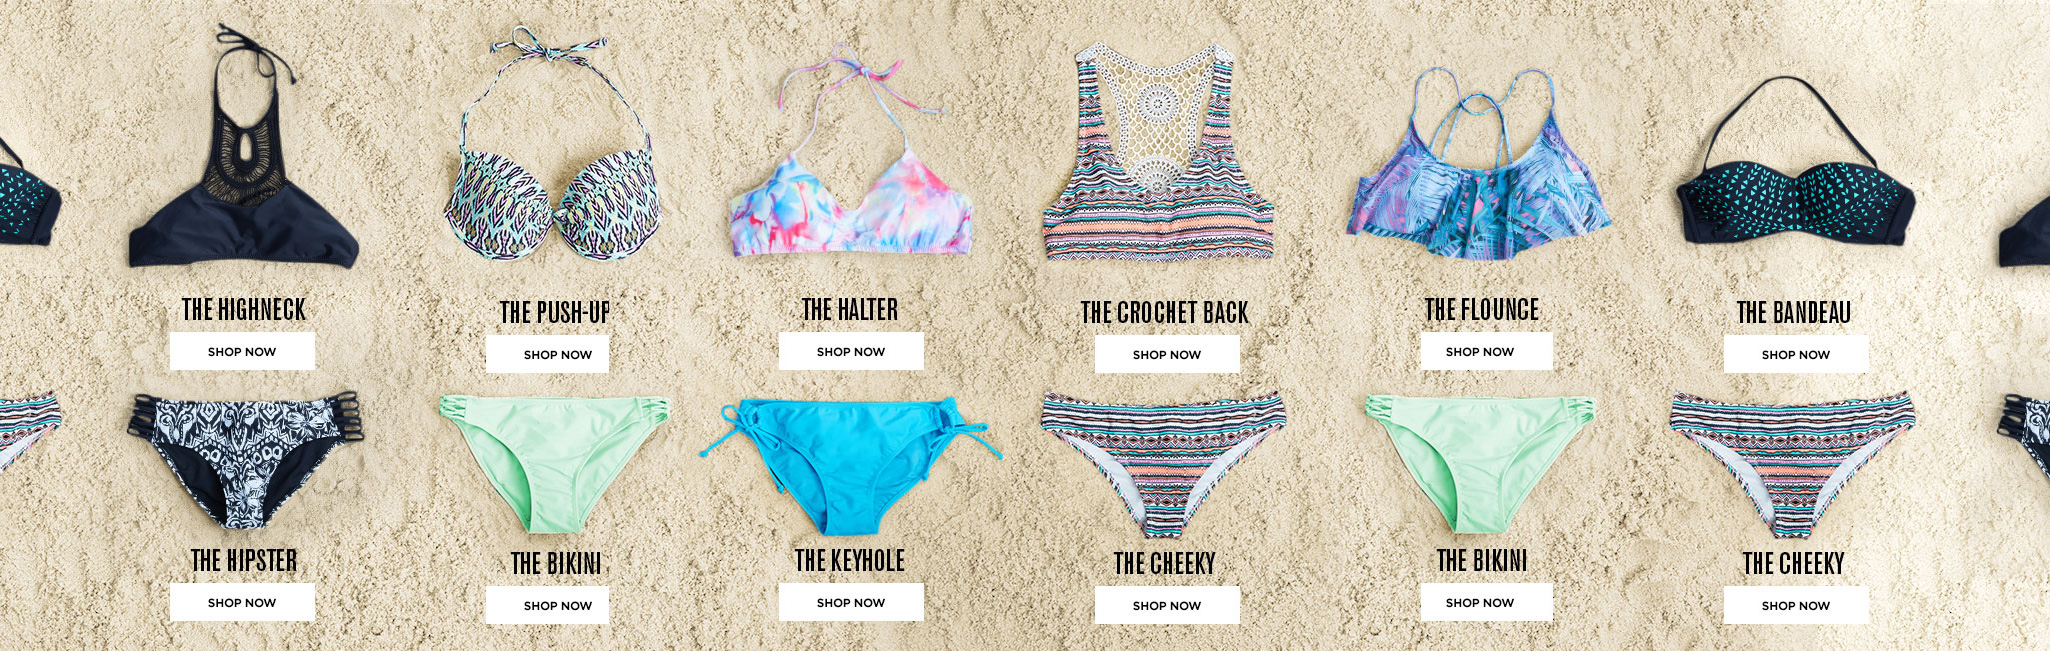 THE HIGHNECK
SHOP NOW
THE PUSH-UP
SHOP NOW
THE HALTER
SHOP NOW
THE CROCHET BACK
SHOP NOW
THE FLOUNCE
SHOP NOW
THE BANDEAU
SHOP NOW
THE HIPSTER
SHOP NOW
THE BIKINI
SHOP NOW
THE KEYHOLE
SHOP NOW
THE CHEEKY
SHOP NOW
THE BIKINI
SHOP NOW
THE CHEEKY
SHOP NOW